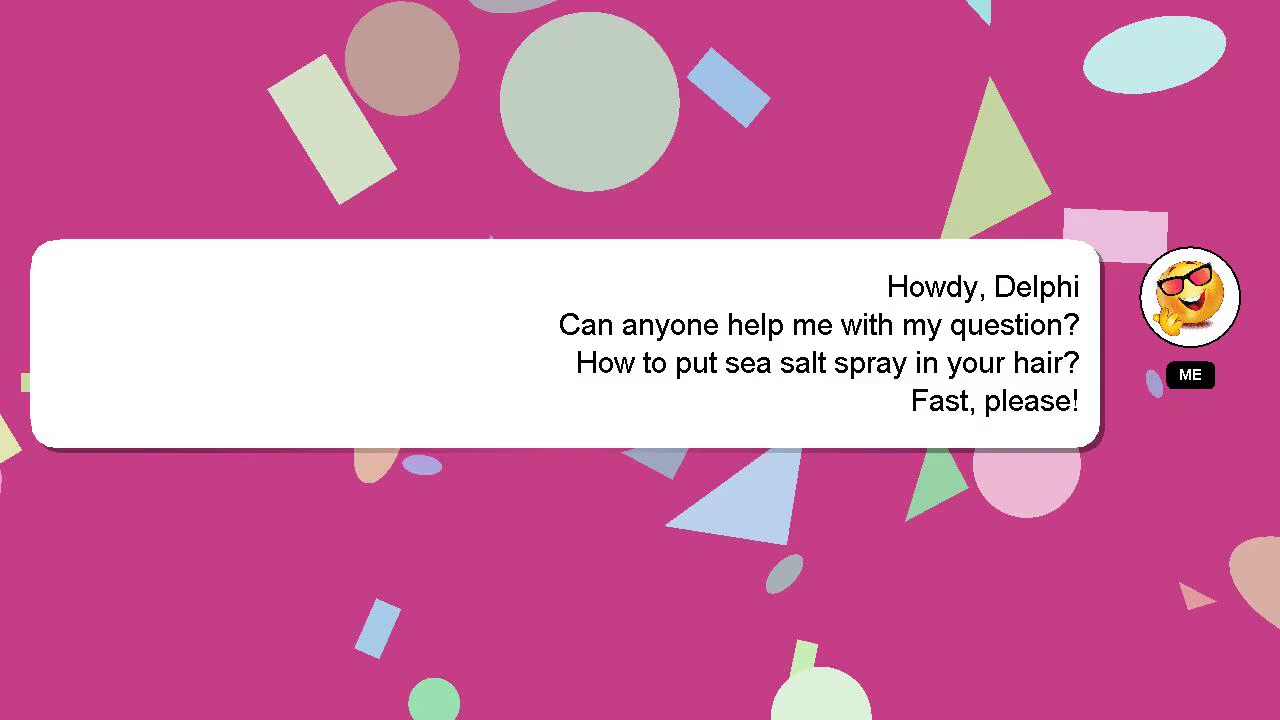 Howdy, Delphi
Can anyone help me with my question?
How to put sea salt spray in your hair?
Fast, please!
ME